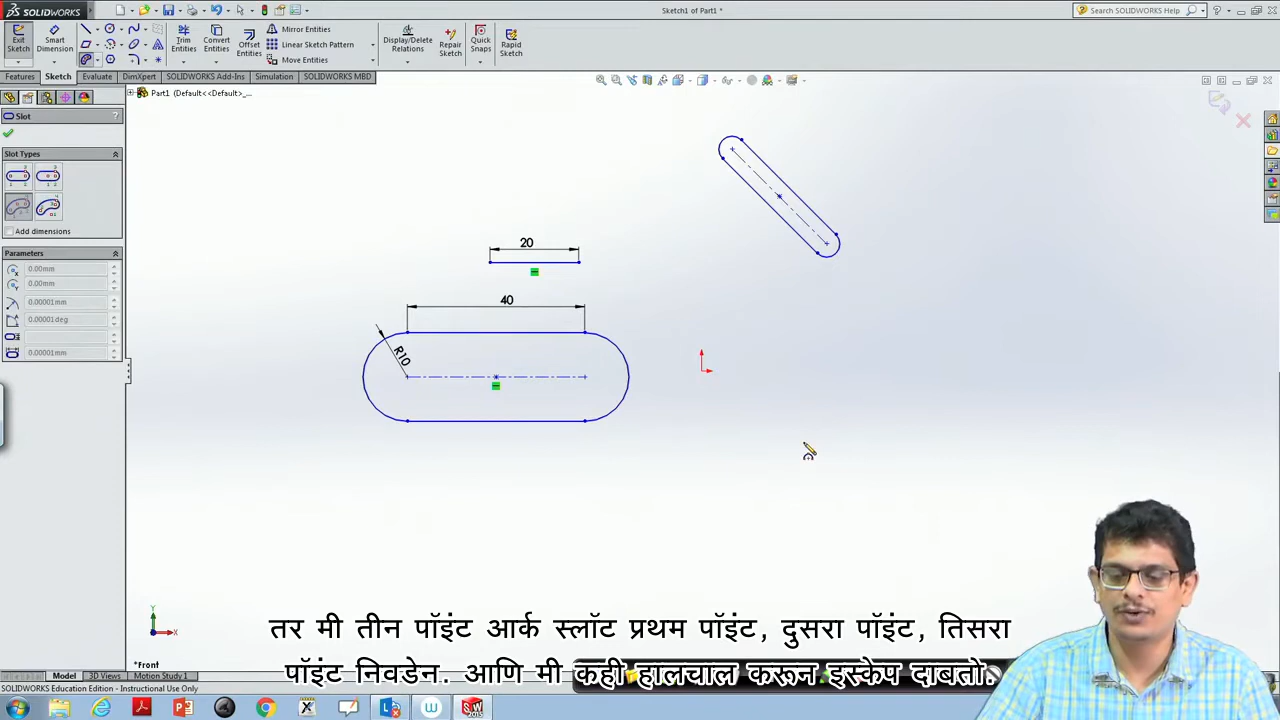 SOLIDWORKS
Sketch1 of Part1 *
Search SOLIDWORKS Help
Exit Sketch
Smart Dimension
Trim Entities
Convert Entities
Offset Entities
Mirror Entities
Linear Sketch Pattern
Move Entities
Display/Delete Relations
Repair Sketch
Quick Snaps
Rapid Sketch
Features Sketch Evaluate DimXpert SOLIDWORKS Add-Ins Simulation SOLIDWORKS MBD
Part1 (Default<<Default>_...
Slot
Slot Types
Add dimensions
Parameters
0.00mm
0.00mm
0.00001mm
0.00001deg
0.00001mm
20
40
R10
Y
X
*Front
तर मी तीन पॉइंट आर्क स्लॉट प्रथम पॉइंट, दुसरा पॉइंट, तिसरा
पॉइंट निवडेन. आणि मी कही हालचाल करून इस्केप दाबतो.
Model 3D Views Motion Study 1
SOLIDWORKS Education Edition - Instructional Use Only